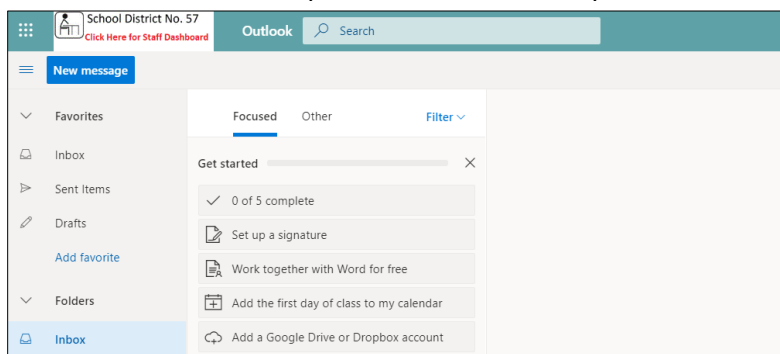 School District No. 57
Click Here for Staff Dashboard
Outlook
Search
New message
Favorites
Inbox
Sent Items
Drafts
Add favorite
Folders
Inbox
Focused Other Filter
Get started
0 of 5 complete
Set up a signature
Work together with Word for free
Add the first day of class to my calendar
Add a Google Drive or Dropbox account